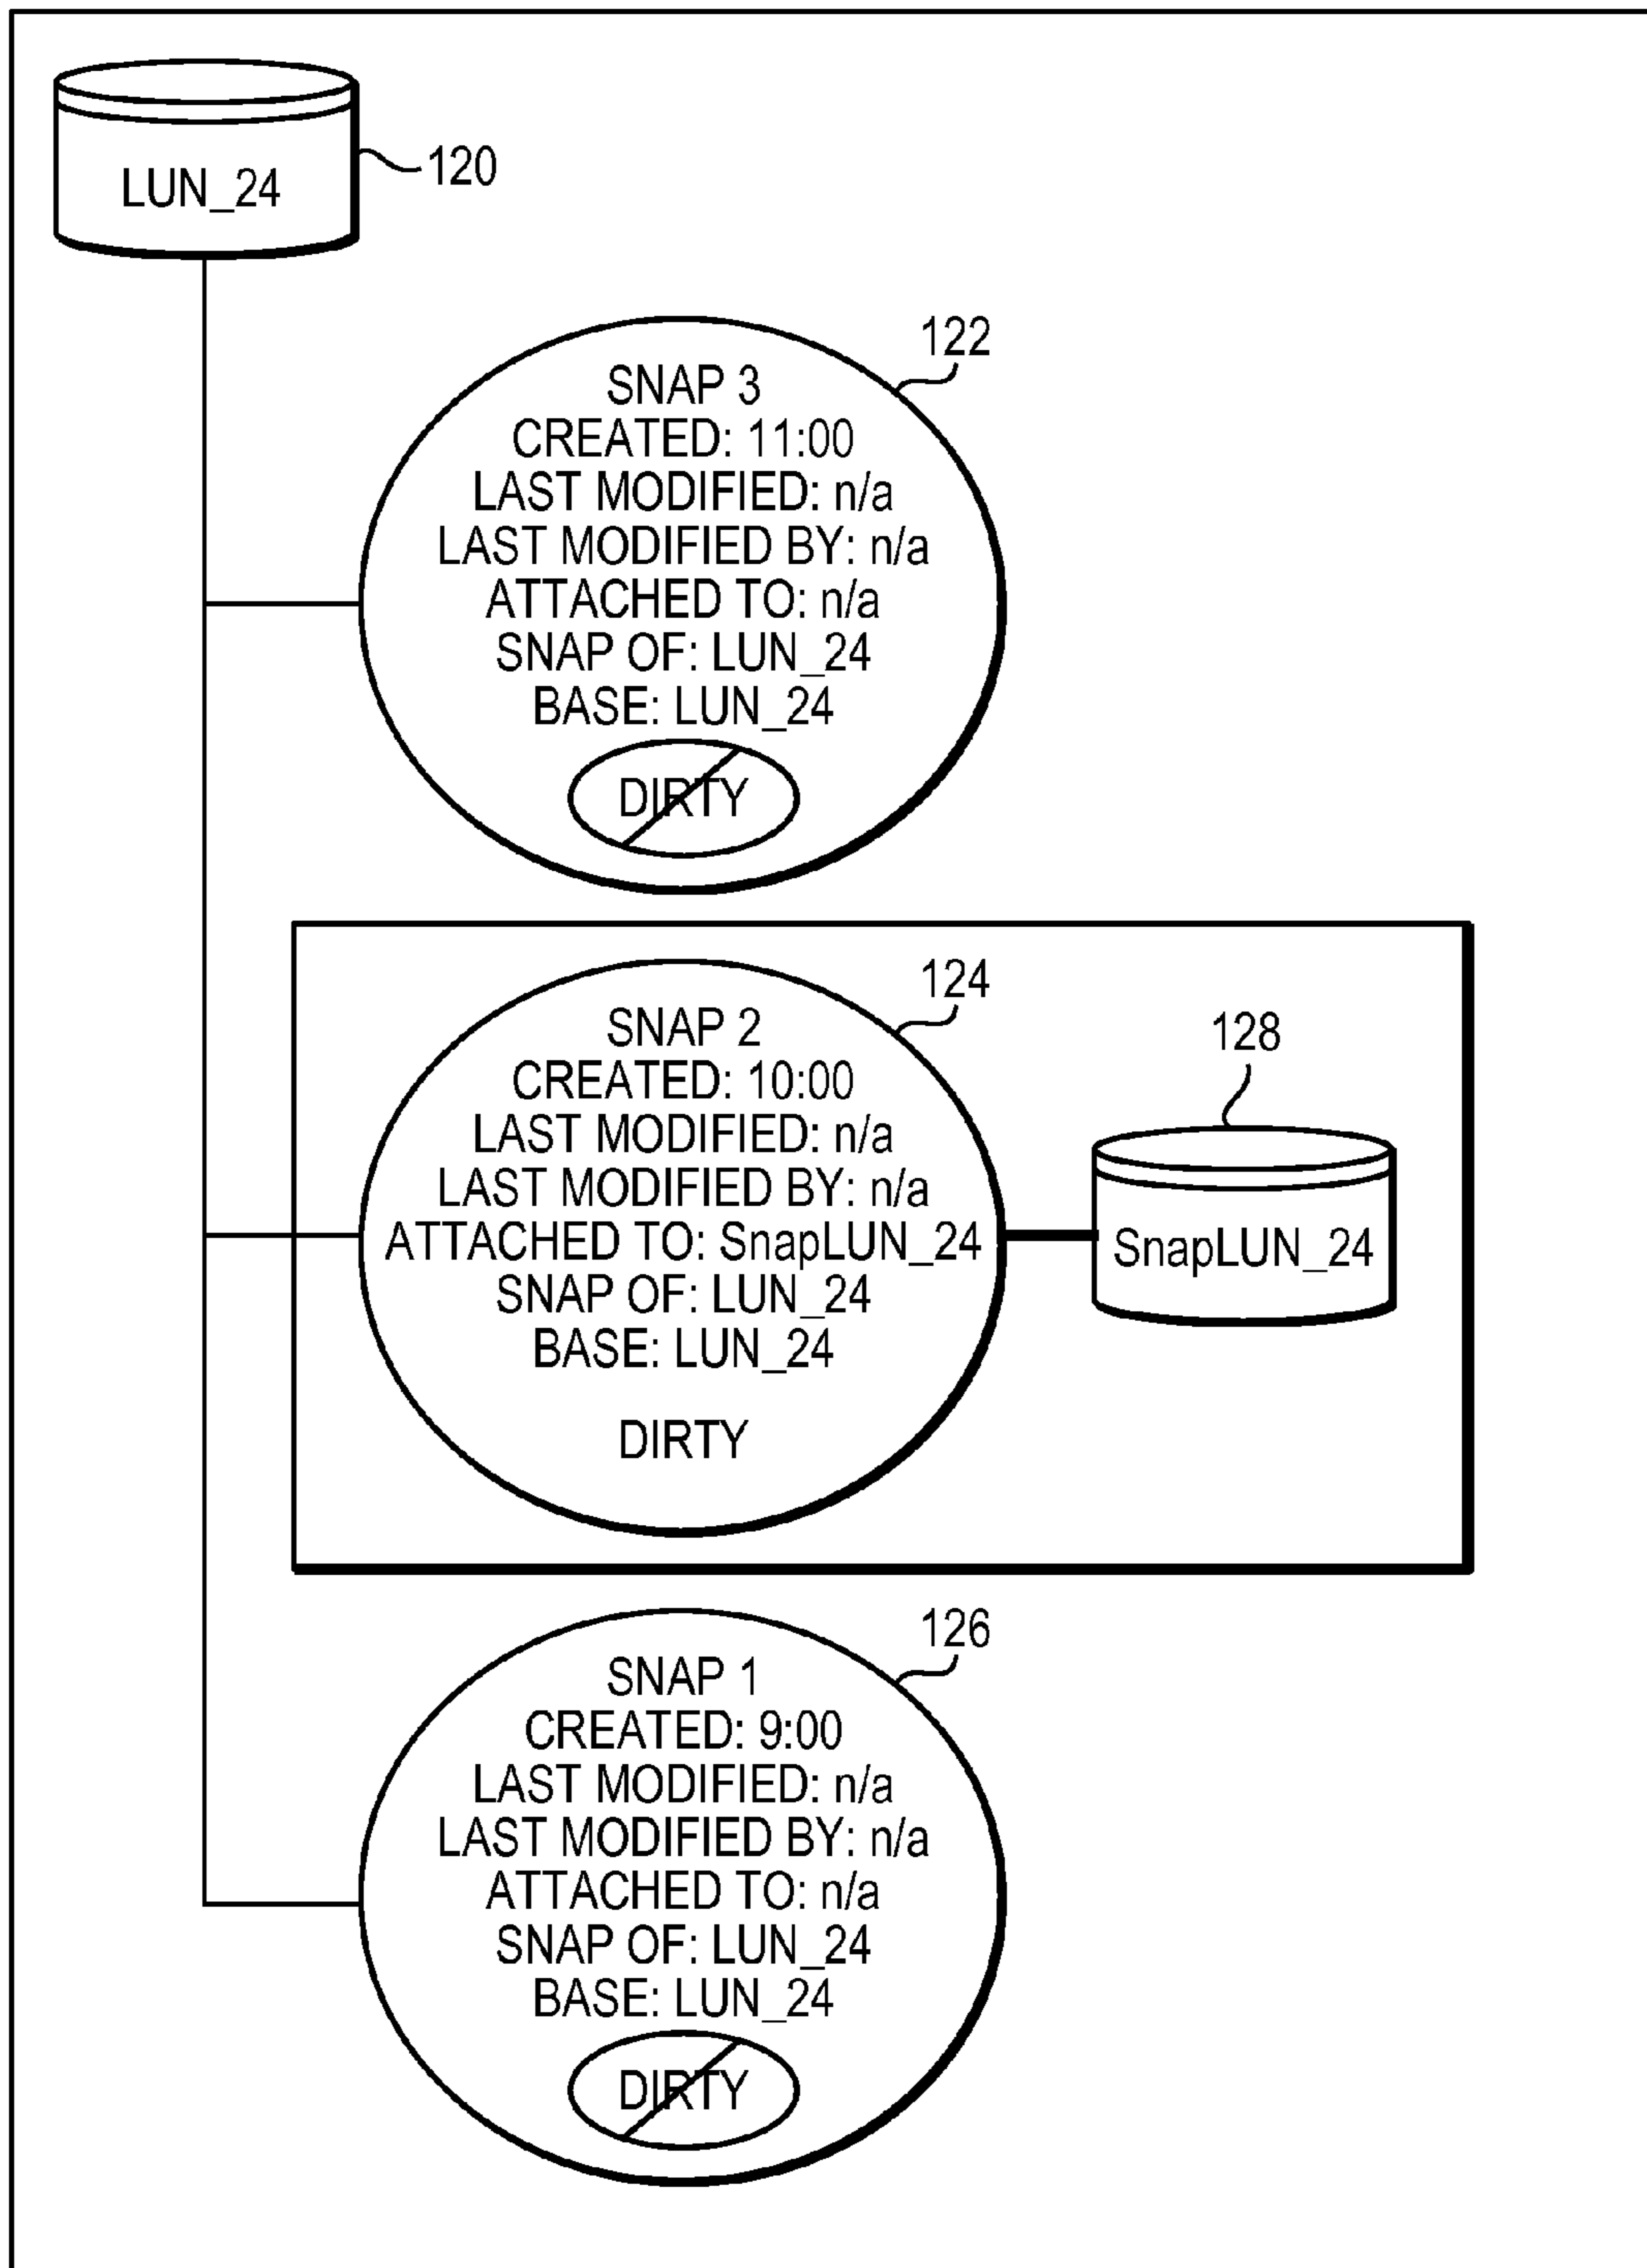 LUN_24
120
122
SNAP 3
CREATED: 11:00
LAST MODIFIED: n/a
LAST MODIFIED BY: n/a
ATTACHED TO: n/a
SNAP OF: LUN_24
BASE: LUN_24
DIRTY
124
SNAP 2
CREATED: 10:00
LAST MODIFIED: n/a
LAST MODIFIED BY: n/a
ATTACHED TO: SnapLUN_24
SNAP OF: LUN_24
BASE: LUN_24
DIRTY
128
SnapLUN_24
126
SNAP 1
CREATED: 9:00
LAST MODIFIED: n/a
LAST MODIFIED BY: n/a
ATTACHED TO: n/a
SNAP OF: LUN_24
BASE: LUN_24
DIRTY